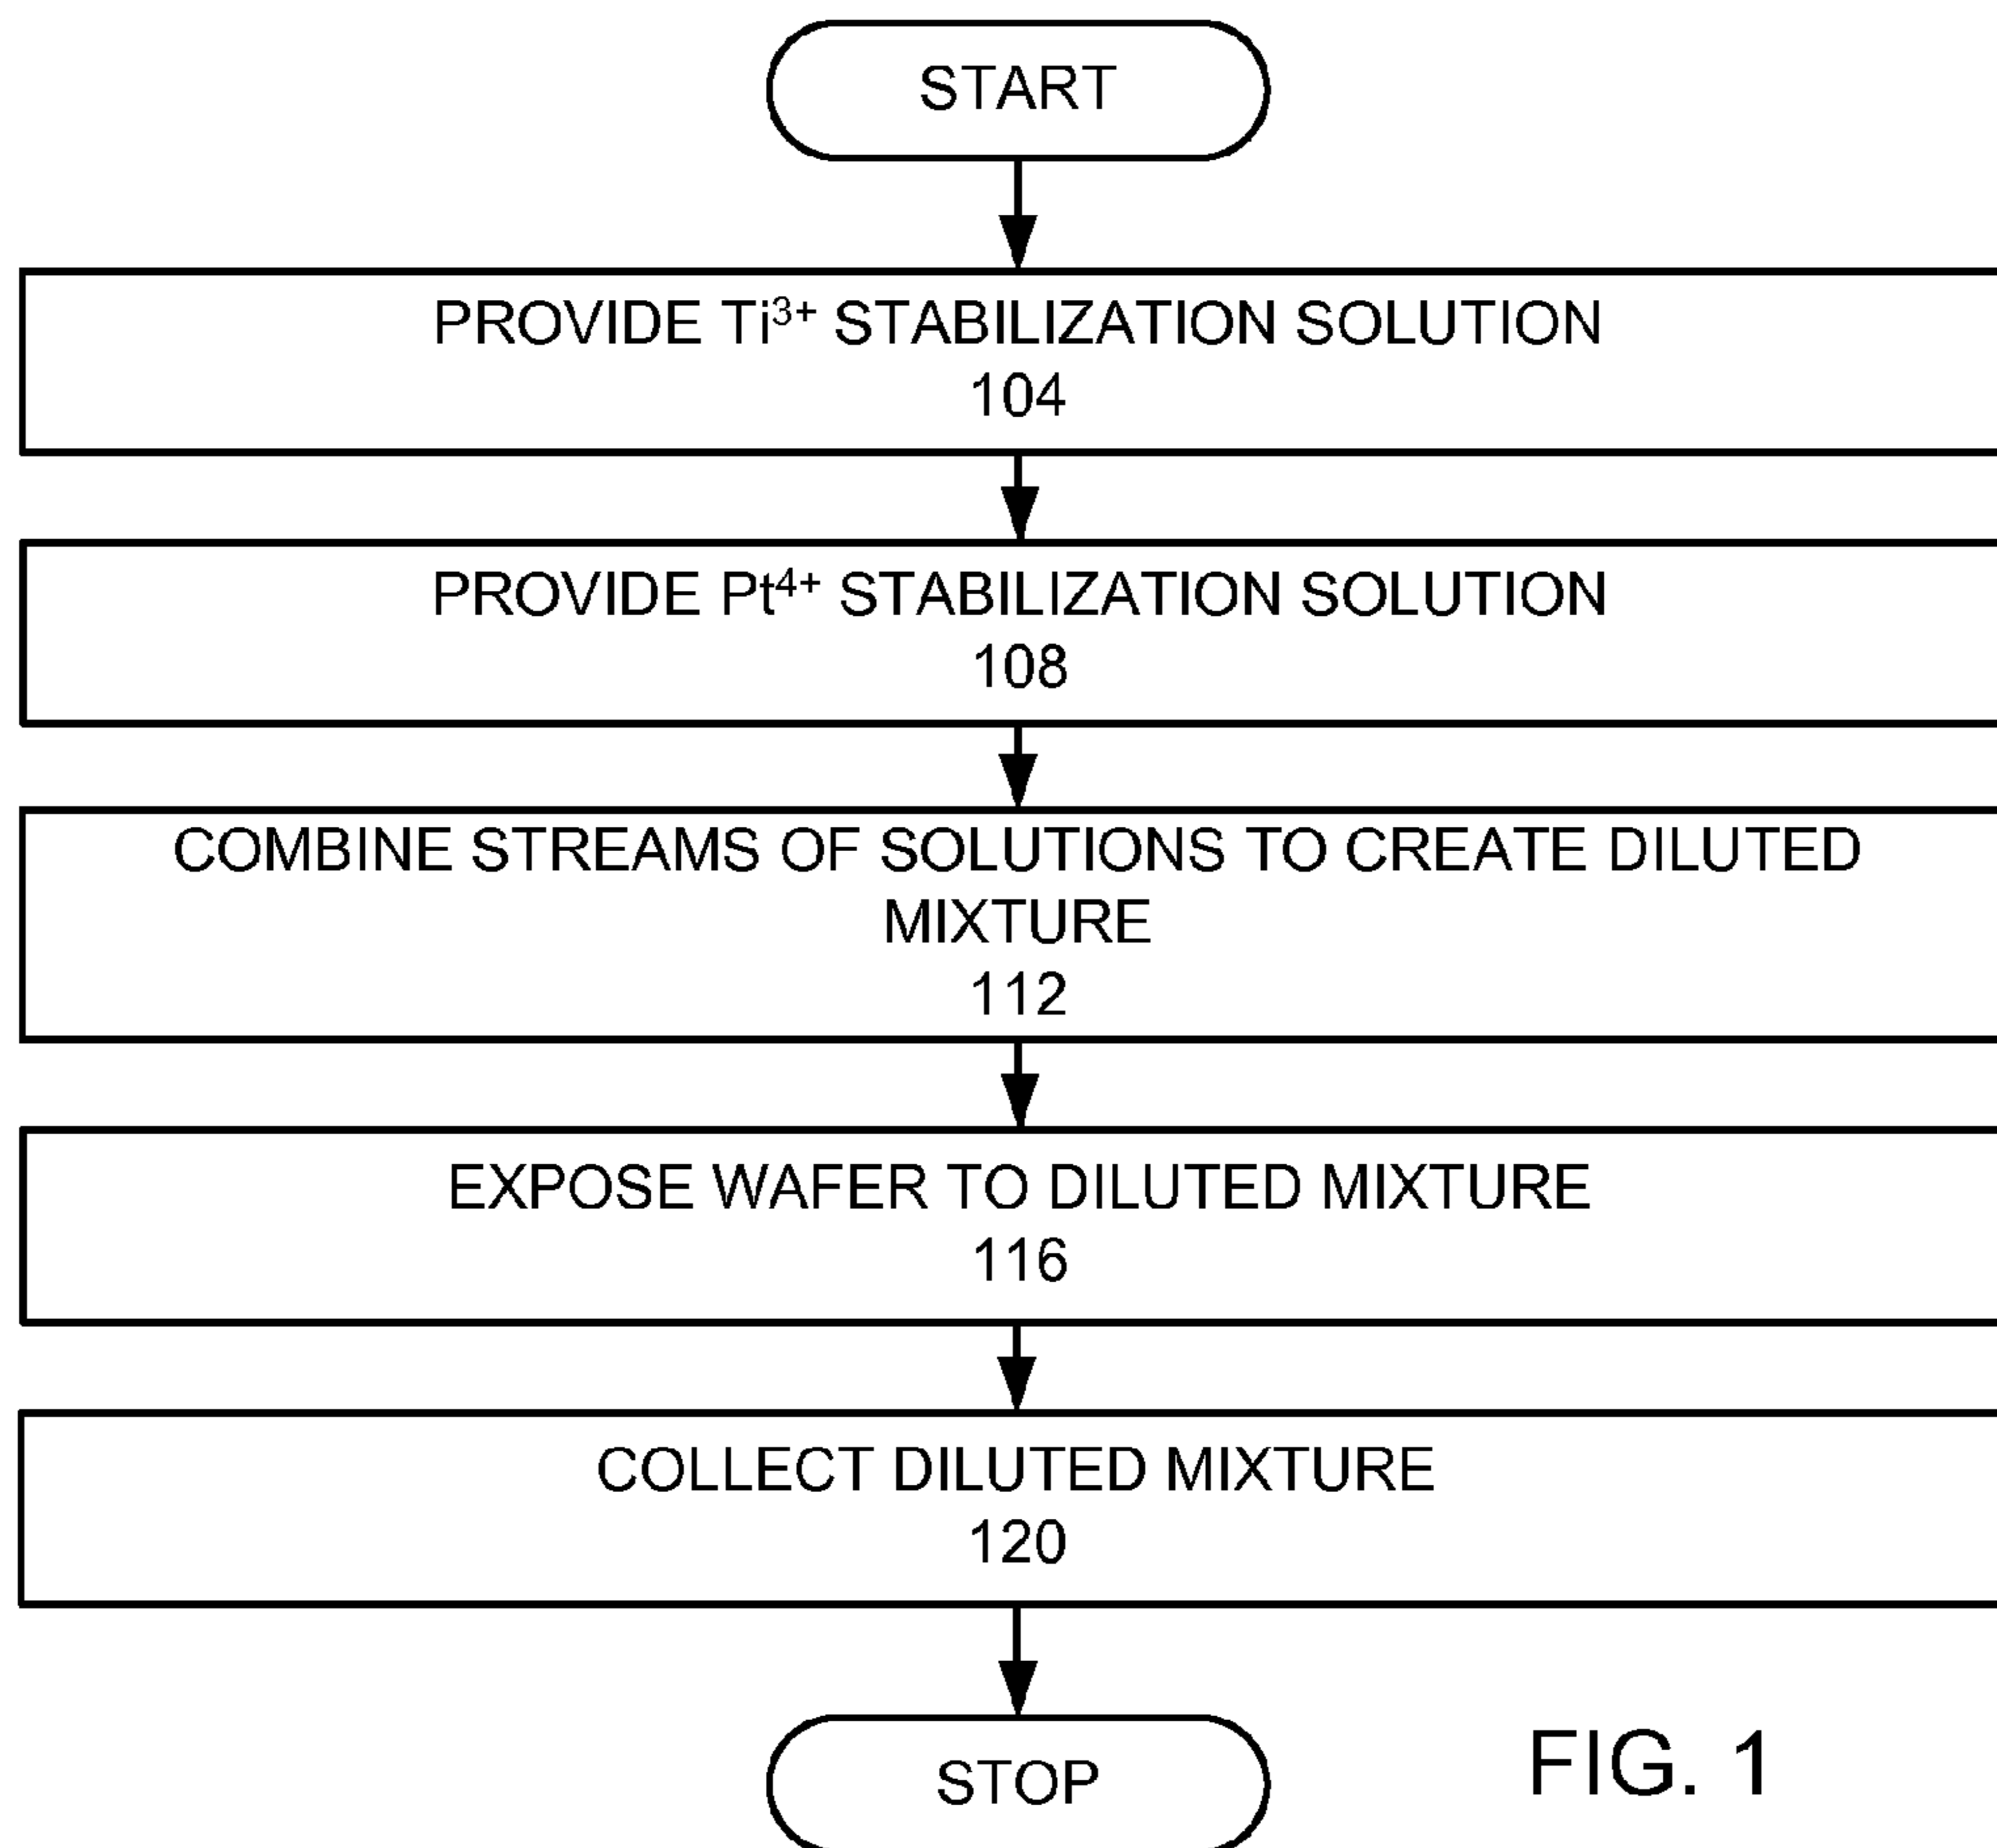 START
PROVIDE Ti³⁺ STABILIZATION SOLUTION
104
PROVIDE Pt⁴⁺ STABILIZATION SOLUTION
108
COMBINE STREAMS OF SOLUTIONS TO CREATE DILUTED
MIXTURE
112
EXPOSE WAFER TO DILUTED MIXTURE
116
COLLECT DILUTED MIXTURE
120
STOP
FIG. 1